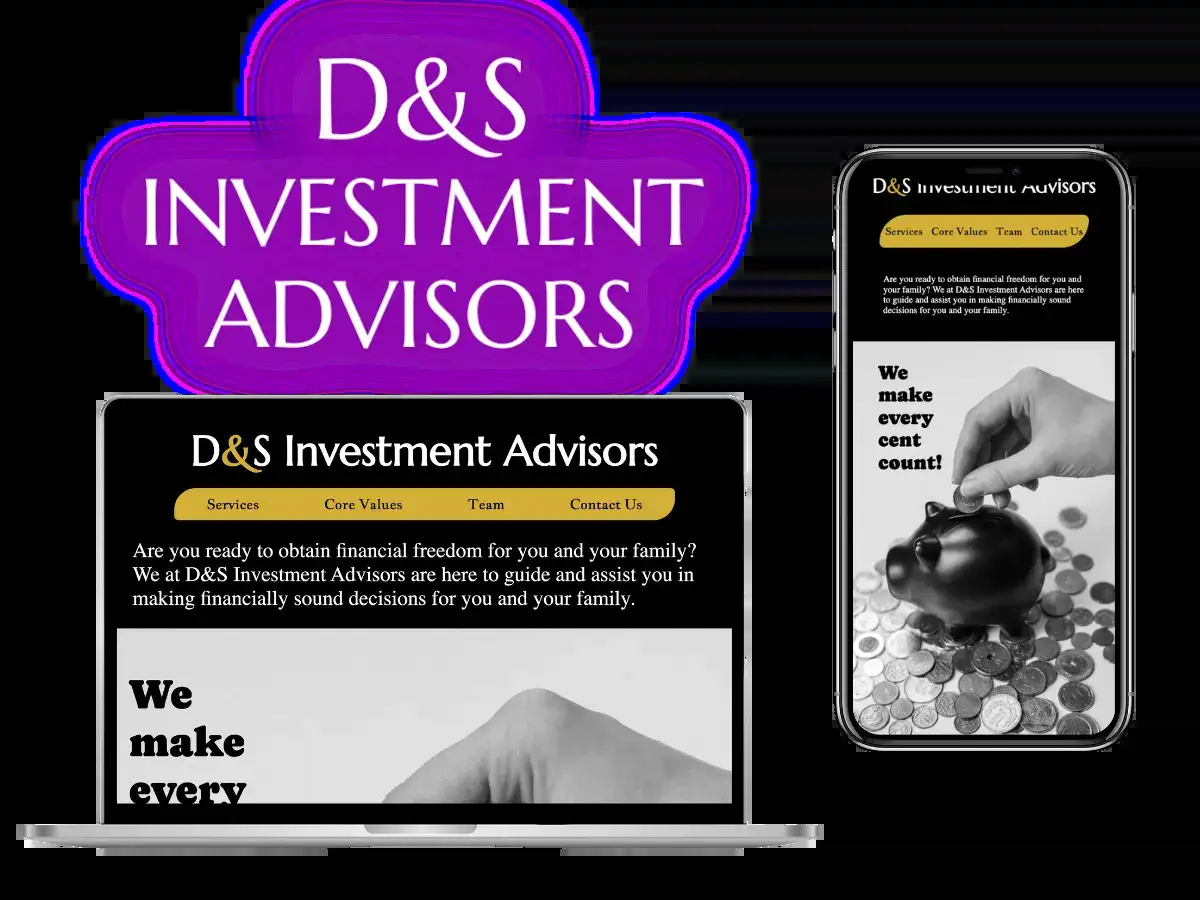 D&S
INVESTMENT
ADVISORS
D&S Investment Advisors
Services Core Values Team Contact Us
Are you ready to obtain financial freedom for you and your family?
We at D&S Investment Advisors are here to guide and assist you in
making financially sound decisions for you and your family.
We
make
every
D&S Investment Advisors
Services Core Values Team Contact Us
Are you ready to obtain financial freedom for you and
your family? We at D&S Investment Advisors are here
to guide and assist you in making financially sound
decisions for you and your family.
We
make
every
cent
count!